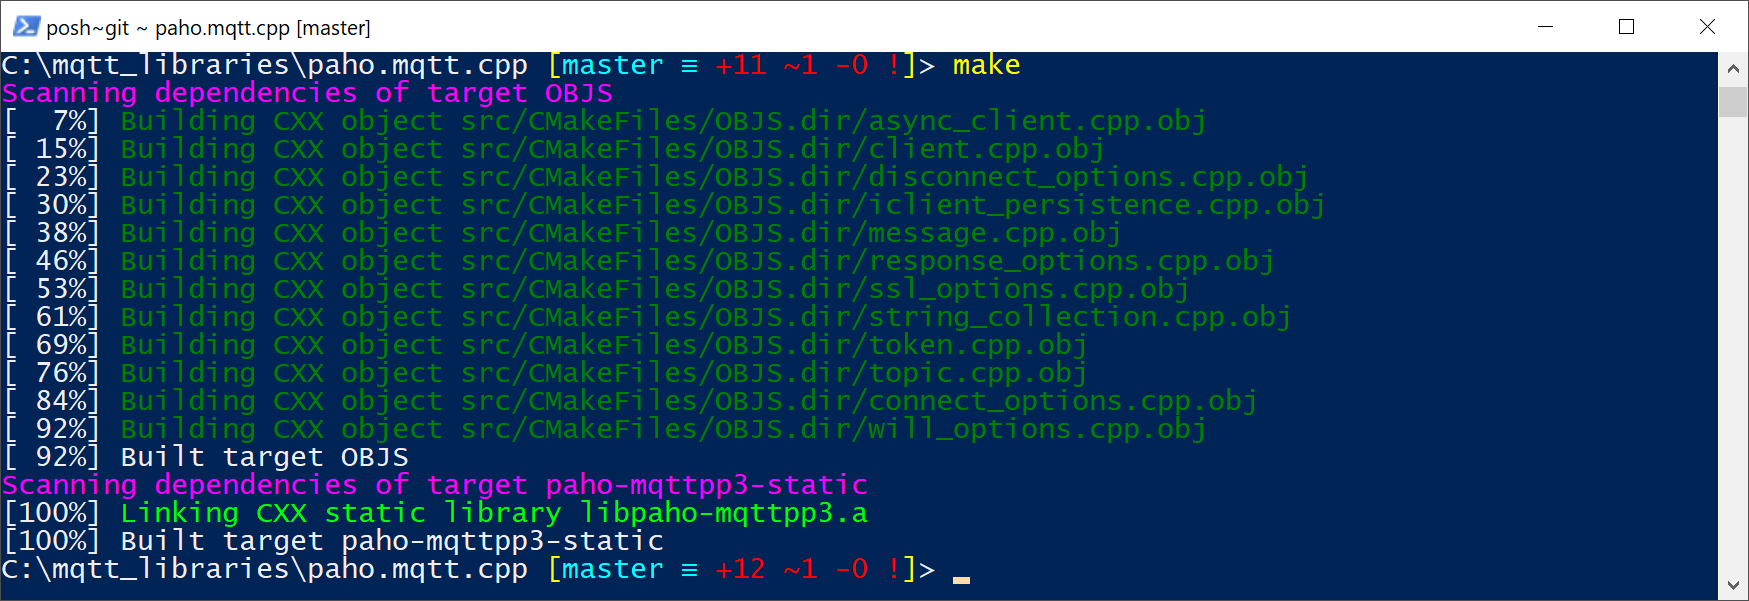 posh~git ~ paho.mqtt.cpp [master]
C:\mqtt_libraries\paho.mqtt.cpp [master ≡ +11 ~1 -0 !]> make
Scanning dependencies of target OBJS
[  7%] Building CXX object src/CMakeFiles/OBJS.dir/async_client.cpp.obj
[ 15%] Building CXX object src/CMakeFiles/OBJS.dir/client.cpp.obj
[ 23%] Building CXX object src/CMakeFiles/OBJS.dir/disconnect_options.cpp.obj
[ 30%] Building CXX object src/CMakeFiles/OBJS.dir/iclient_persistence.cpp.obj
[ 38%] Building CXX object src/CMakeFiles/OBJS.dir/message.cpp.obj
[ 46%] Building CXX object src/CMakeFiles/OBJS.dir/response_options.cpp.obj
[ 53%] Building CXX object src/CMakeFiles/OBJS.dir/ssl_options.cpp.obj
[ 61%] Building CXX object src/CMakeFiles/OBJS.dir/string_collection.cpp.obj
[ 69%] Building CXX object src/CMakeFiles/OBJS.dir/token.cpp.obj
[ 76%] Building CXX object src/CMakeFiles/OBJS.dir/topic.cpp.obj
[ 84%] Building CXX object src/CMakeFiles/OBJS.dir/connect_options.cpp.obj
[ 92%] Building CXX object src/CMakeFiles/OBJS.dir/will_options.cpp.obj
[ 92%] Built target OBJS
Scanning dependencies of target paho-mqttpp3-static
[100%] Linking CXX static library libpaho-mqttpp3.a
[100%] Built target paho-mqttpp3-static
C:\mqtt_libraries\paho.mqtt.cpp [master ≡ +12 ~1 -0 !]>